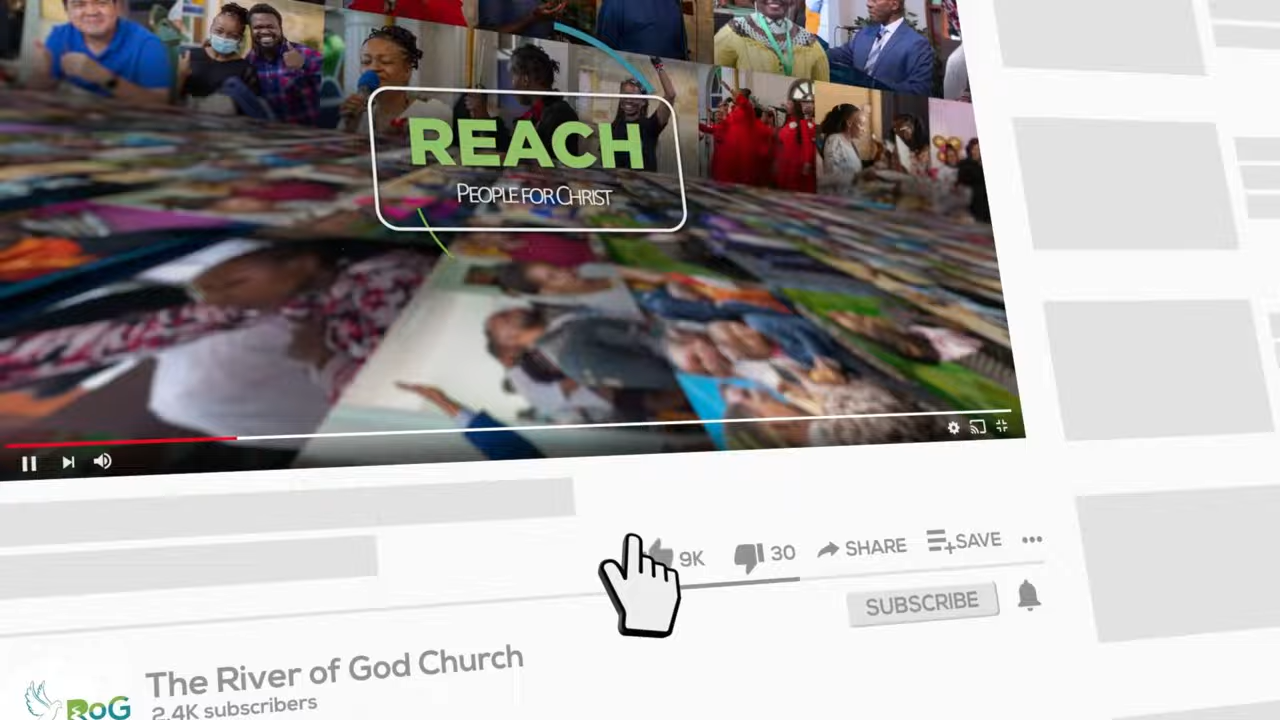 REACH
PEOPLE FOR CHRIST
9K
30
SHARE
SAVE
SUBSCRIBE
The River of God Church
2.4K subscribers
RoG